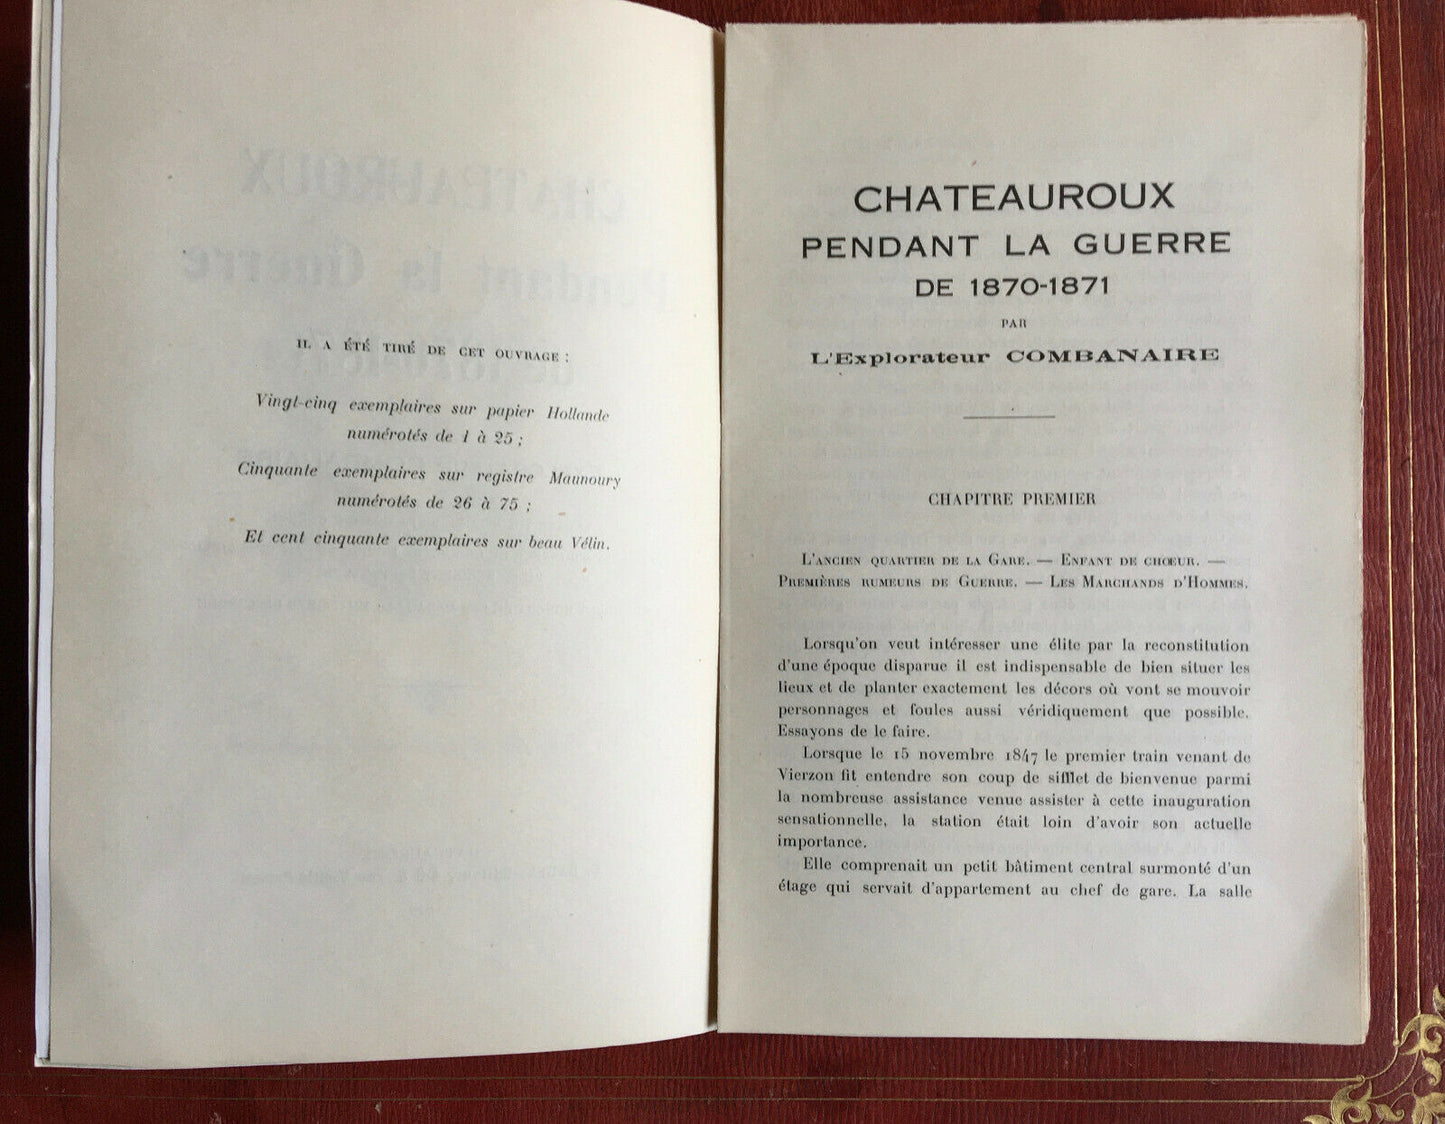 IL A ÉTÉ TIRÉ DE CET OUVRAGE :
Vingt-cinq exemplaires sur papier Hollande
numérotés de 1 à 25 ;
Cinquante exemplaires sur registre Maunoury
numérotés de 26 à 75 ;
Et cent cinquante exemplaires sur beau Vélin.
CHATEAUROUX
PENDANT LA GUERRE
DE 1870-1871
PAR
L'Explorateur COMBANAIRE
CHAPITRE PREMIER
L'ANCIEN QUARTIER DE LA GARE. — ENFANT DE CHŒUR. —
PREMIÈRES RUMEURS DE GUERRE. — LES MARCHANDS D'HOMMES.
Lorsqu'on veut intéresser une élite par la reconstitution
d'une époque disparue il est indispensable de bien situer les
lieux et de planter exactement les décors où vont se mouvoir
personnages et foules aussi véridiquement que possible.
Essayons de le faire.
Lorsque le 15 novembre 1847 le premier train venant de
Vierzon fit entendre son coup de sifflet de bienvenue parmi
la nombreuse assistance venue assister à cette inauguration
sensationnelle, la station était loin d'avoir son actuelle
importance.
Elle comprenait un petit bâtiment central surmonté d'un
étage qui servait d'appartement au chef de gare. La salle